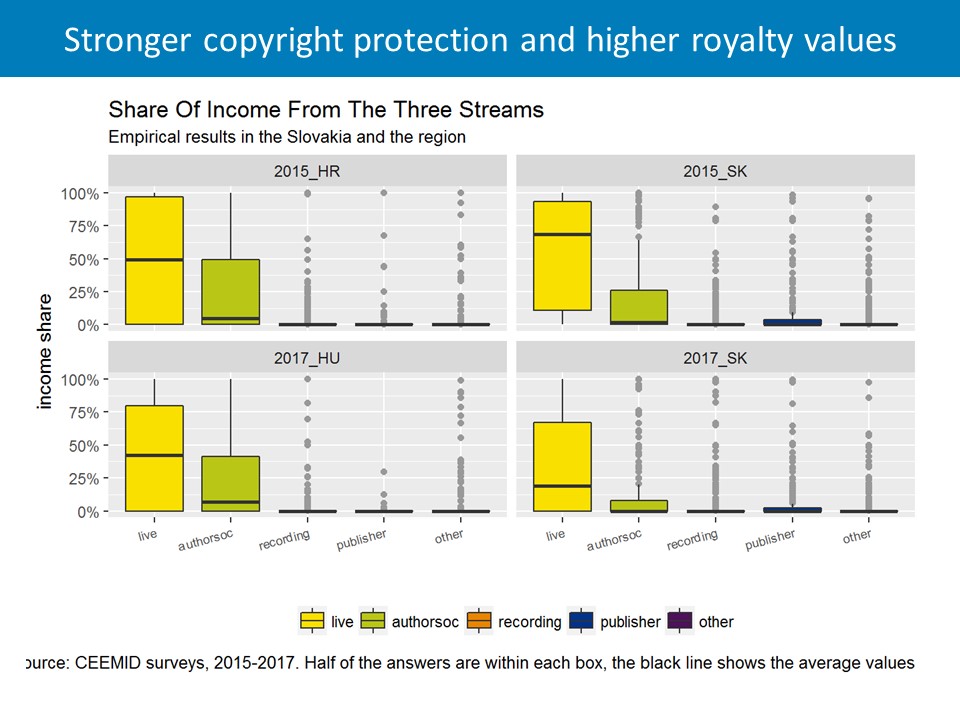 Stronger copyright protection and higher royalty values
Share Of Income From The Three Streams
Empirical results in the Slovakia and the region
2015_HR
2015_SK
100%
75%
50%
25%
0%
income share
2017_HU
2017_SK
100%
75%
50%
25%
0%
live authorsoc recording publisher other
live authorsoc recording publisher other
live authorsoc recording publisher other
ource: CEEMID surveys, 2015-2017. Half of the answers are within each box, the black line shows the average values